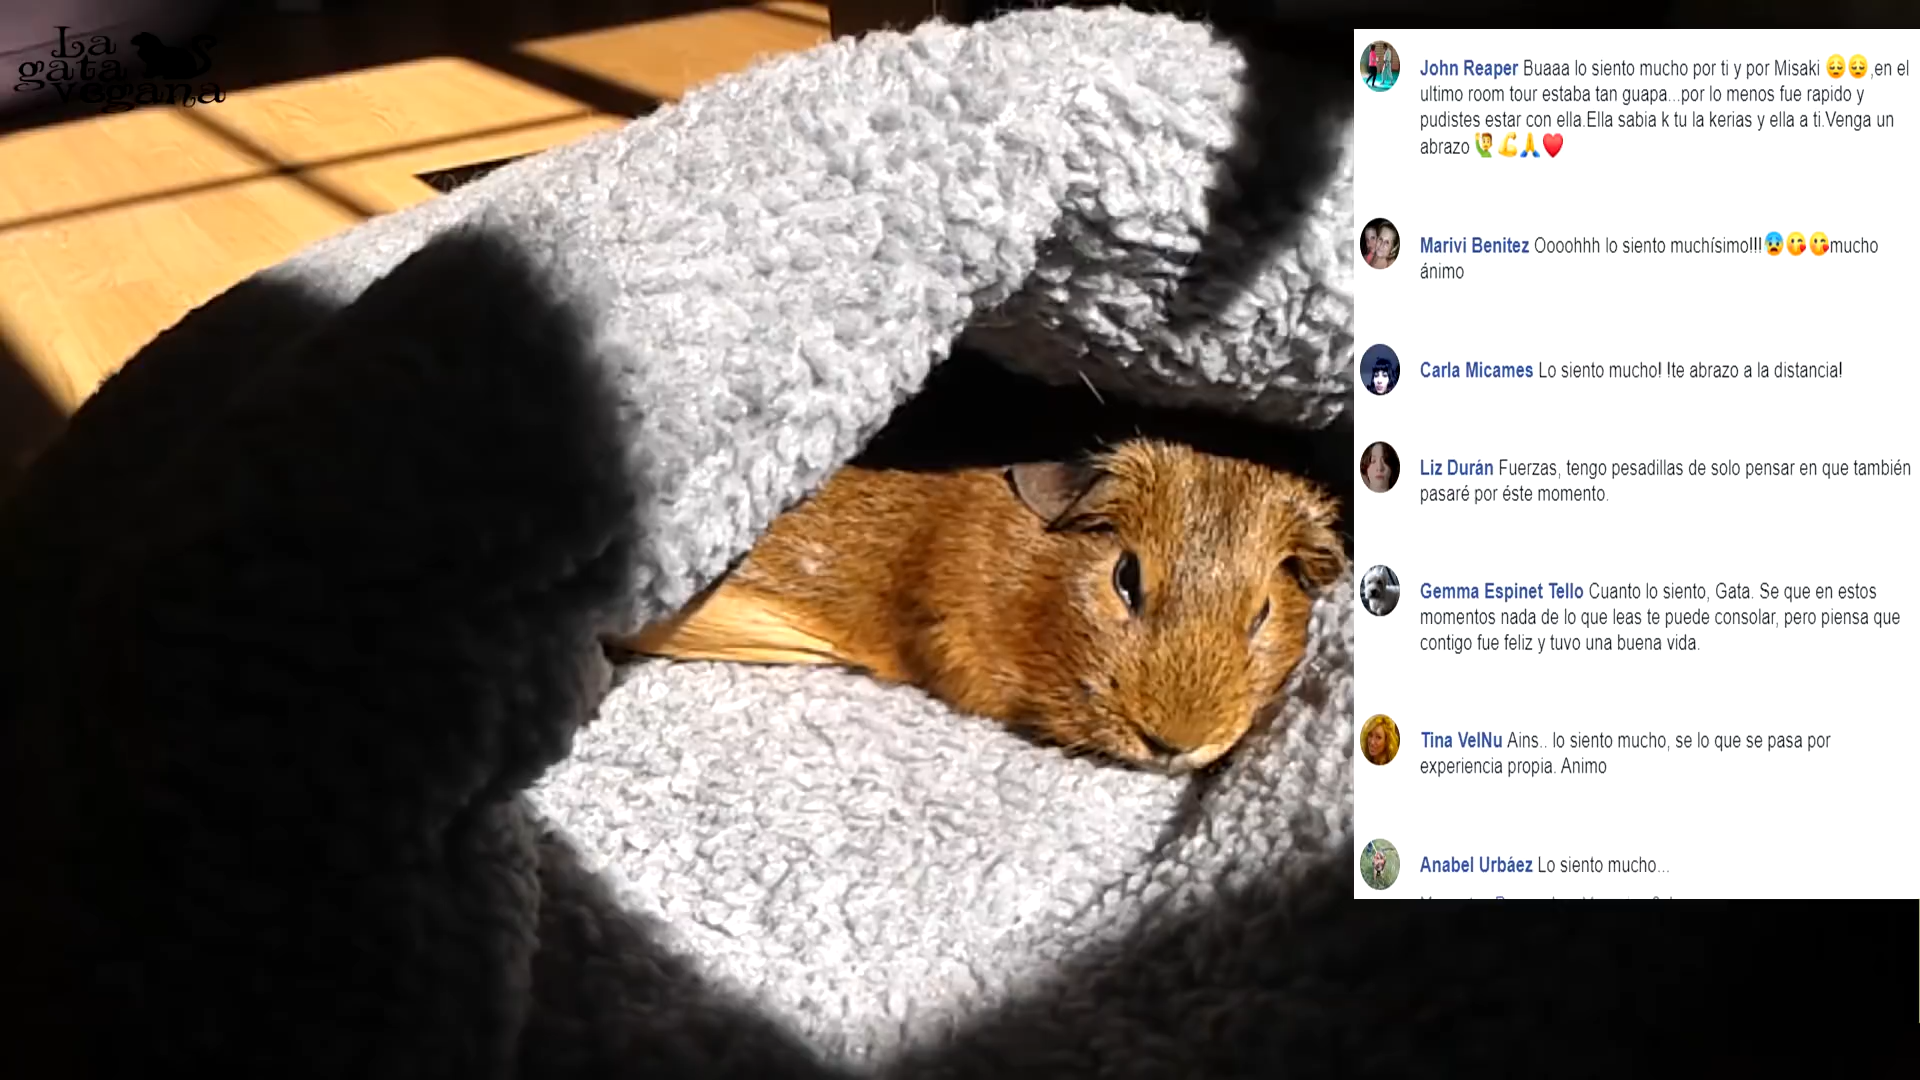 La
gata
vegana
John Reaper Buaaa lo siento mucho por ti y por Misaki 😔😔,en el
ultimo room tour estaba tan guapa...por lo menos fue rapido y
pudistes estar con ella.Ella sabia k tu la kerias y ella a ti.Venga un
abrazo 🙋‍♂️💪🙏❤️
Marivi Benitez Oooohhh lo siento muchísimo!!!😰😘😘mucho
ánimo
Carla Micames Lo siento mucho! !te abrazo a la distancia!
Liz Durán Fuerzas, tengo pesadillas de solo pensar en que también
pasaré por éste momento.
Gemma Espinet Tello Cuanto lo siento, Gata. Se que en estos
momentos nada de lo que leas te puede consolar, pero piensa que
contigo fue feliz y tuvo una buena vida.
Tina VelNu Ains.. lo siento mucho, se lo que se pasa por
experiencia propia. Animo
Anabel Urbáez Lo siento mucho...